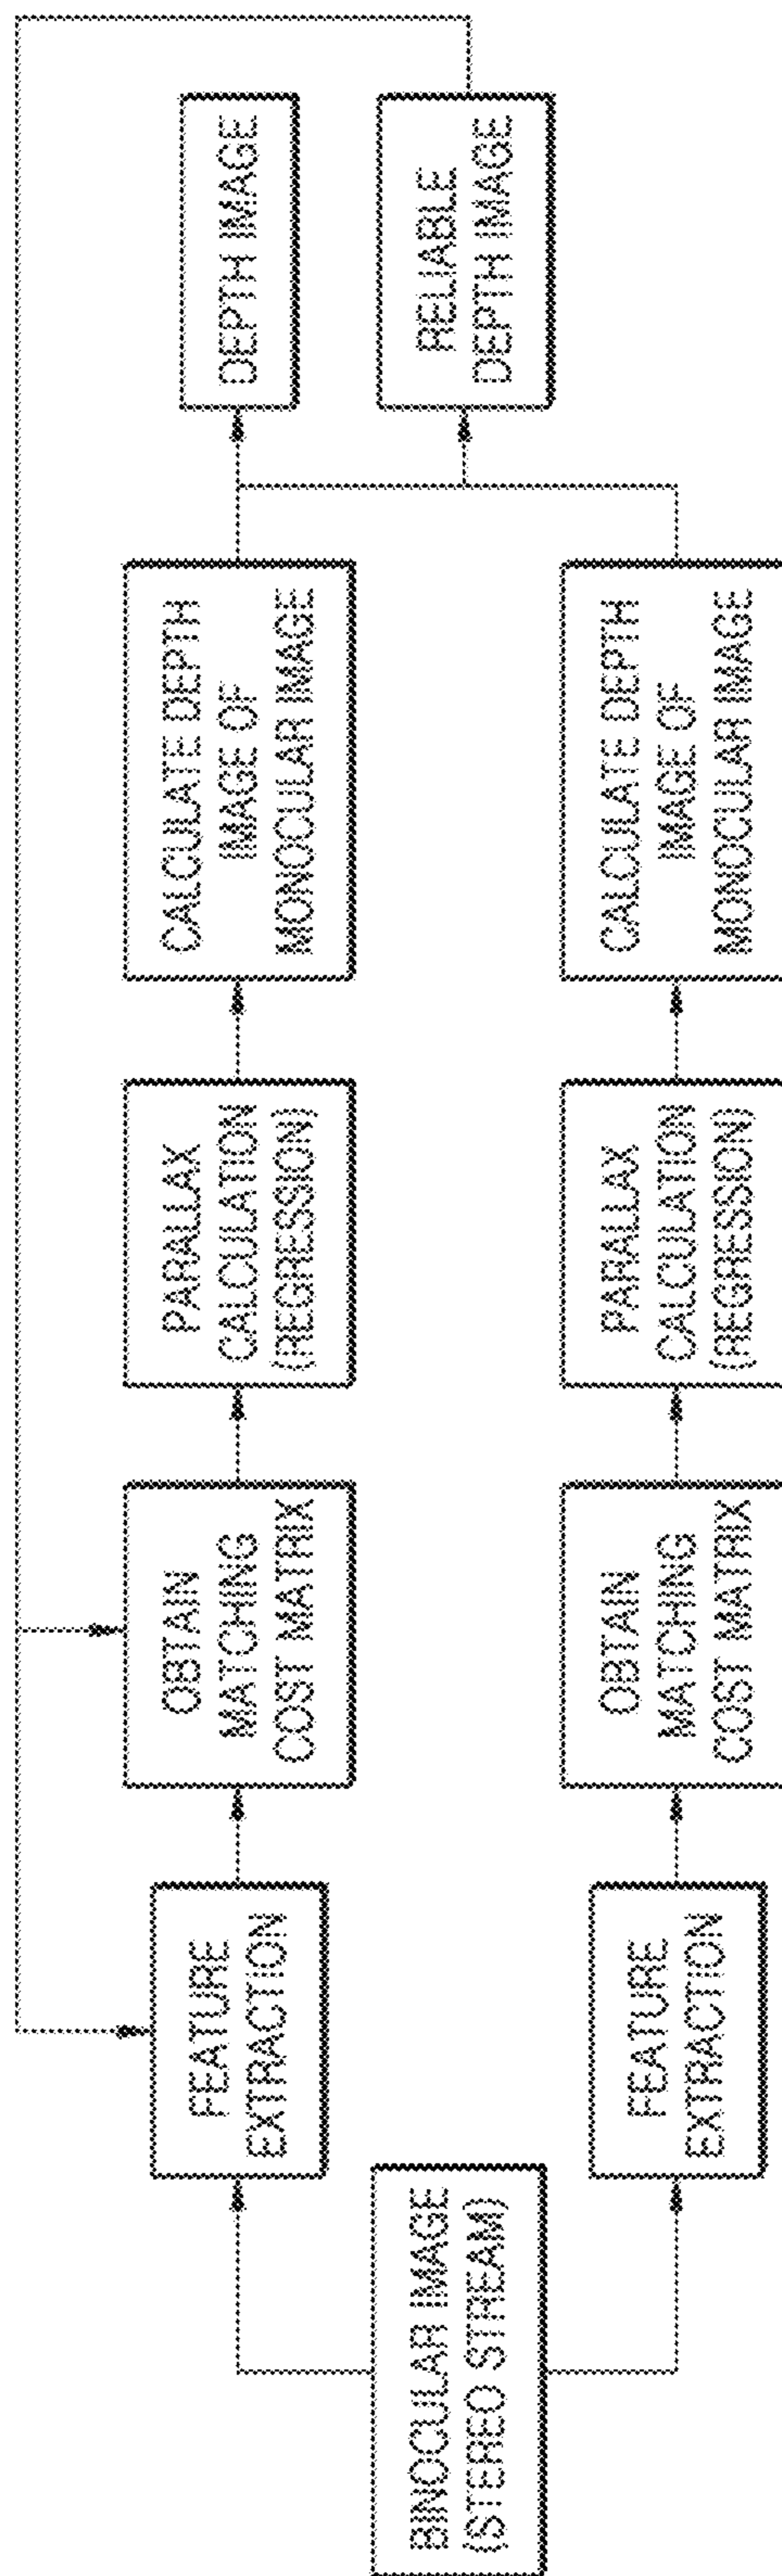 BINOCULAR IMAGE
(STEREO STREAM)
FEATURE
EXTRACTION
OBTAIN
MATCHING
COST MATRIX
PARALLAX
CALCULATION
(REGRESSION)
CALCULATE DEPTH
IMAGE OF
MONOCULAR IMAGE
DEPTH IMAGE
RELIABLE
DEPTH IMAGE
FEATURE
EXTRACTION
OBTAIN
MATCHING
COST MATRIX
PARALLAX
CALCULATION
(REGRESSION)
CALCULATE DEPTH
IMAGE OF
MONOCULAR IMAGE